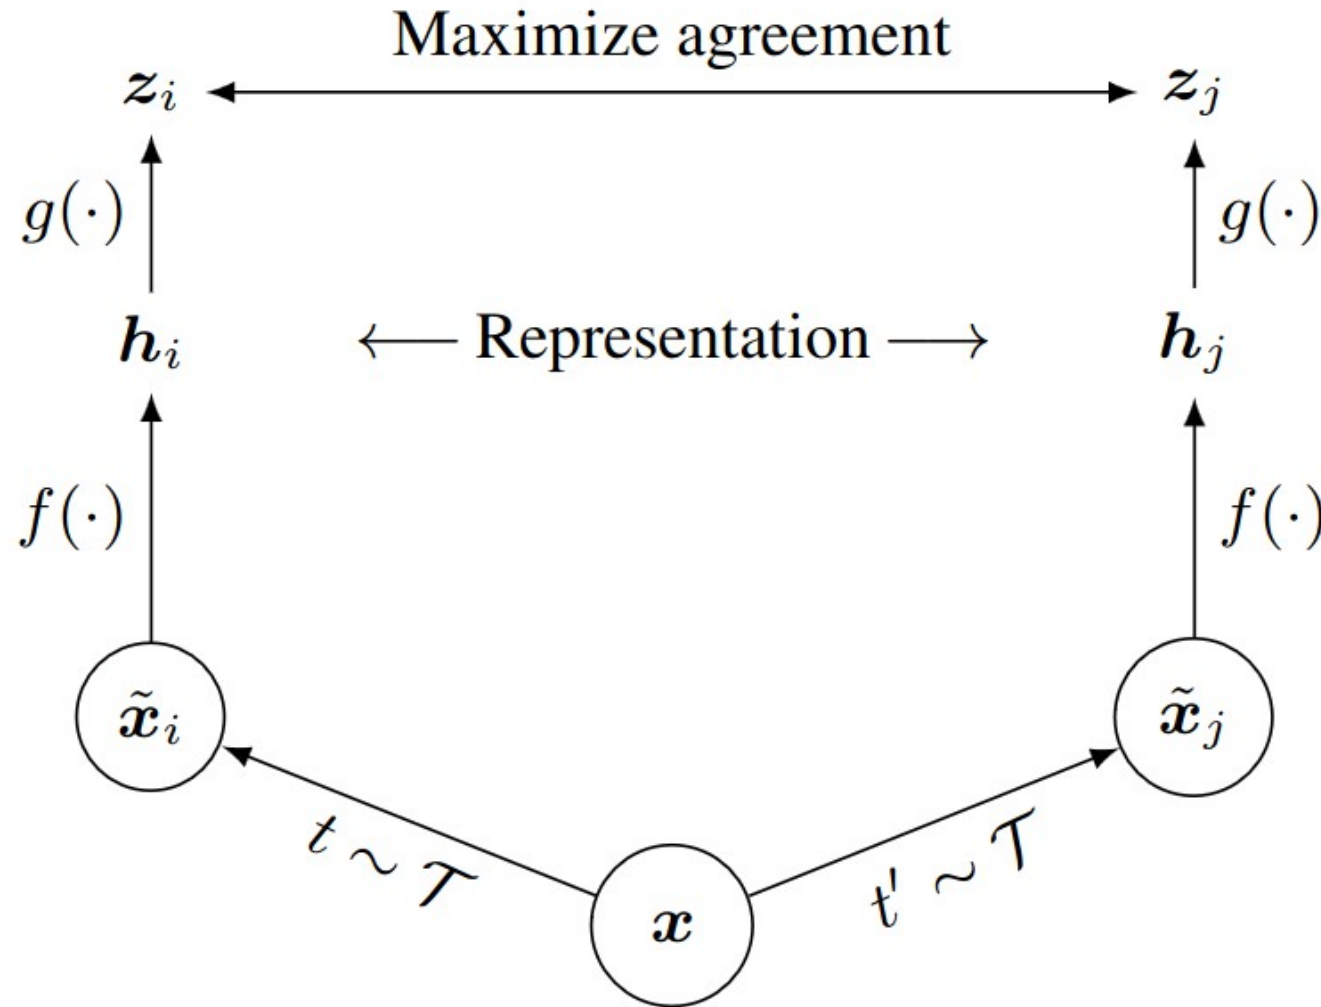 Maximize agreement
z_i z_j
g(·) g(·)
h_i ← Representation → h_j
f(·) f(·)
x̃_i x̃_j
t ∼ 𝒯 t′ ∼ 𝒯
x